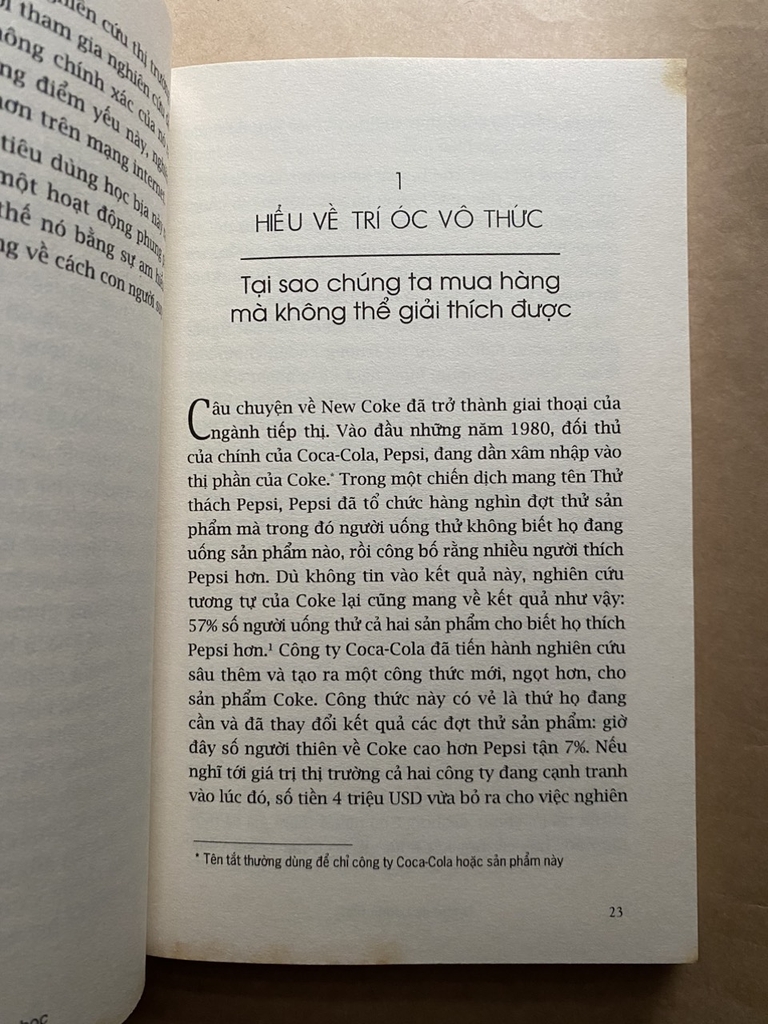 nghiên cứu thị trường
tham gia nghiên cứu
chính xác của nó
điểm yếu này,
trên mạng internet
tiêu dùng học bịa này
một hoạt động phung
thế nó bằng sự am
về cách con người
1
HIỂU VỀ TRÍ ÓC VÔ THỨC
Tại sao chúng ta mua hàng
mà không thể giải thích được
Câu chuyện về New Coke đã trở thành giai thoại của
ngành tiếp thị. Vào đầu những năm 1980, đối thủ
của chính của Coca-Cola, Pepsi, đang dần xâm nhập vào
thị phần của Coke.* Trong một chiến dịch mang tên Thử
thách Pepsi, Pepsi đã tổ chức hàng nghìn đợt thử sản
phẩm mà trong đó người uống thử không biết họ đang
uống sản phẩm nào, rồi công bố rằng nhiều người thích
Pepsi hơn. Dù không tin vào kết quả này, nghiên cứu
tương tự của Coke lại cũng mang về kết quả như vậy:
57% số người uống thử cả hai sản phẩm cho biết họ thích
Pepsi hơn.¹ Công ty Coca-Cola đã tiến hành nghiên cứu
sâu thêm và tạo ra một công thức mới, ngọt hơn, cho
sản phẩm Coke. Công thức này có vẻ là thứ họ đang
cần và đã thay đổi kết quả các đợt thử sản phẩm: giờ
đây số người thiên về Coke cao hơn Pepsi tận 7%. Nếu
nghĩ tới giá trị thị trường cả hai công ty đang cạnh tranh
vào lúc đó, số tiền 4 triệu USD vừa bỏ ra cho việc nghiên
* Tên tắt thường dùng để chỉ công ty Coca-Cola hoặc sản phẩm này
23